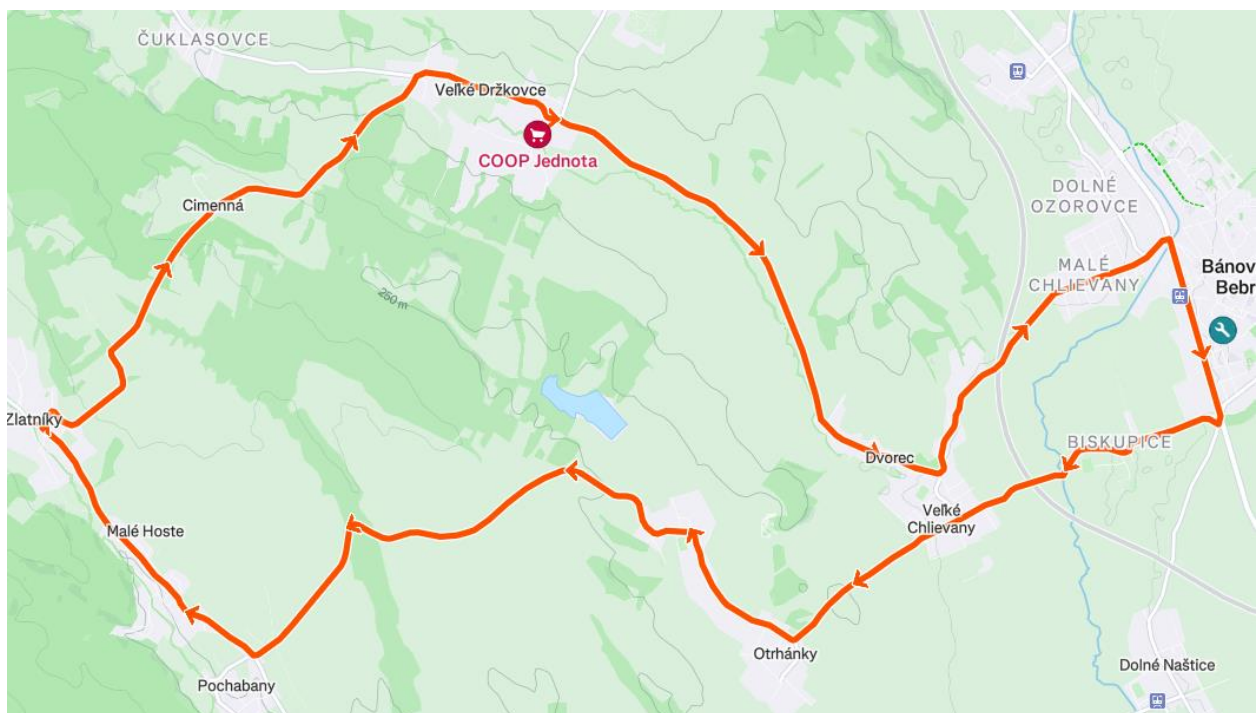 ČUKLASOVCE
Veľké Držkovce
COOP Jednota
Cimenná
DOLNÉ
OZOROVCE
MALÉ
CHLIEVANY
Bánov
Bebr
250 m
Zlatníky
BISKUPICE
Dvorec
Veľké
Chlievany
Malé Hoste
Otrhánky
Dolné Naštice
Pochabany